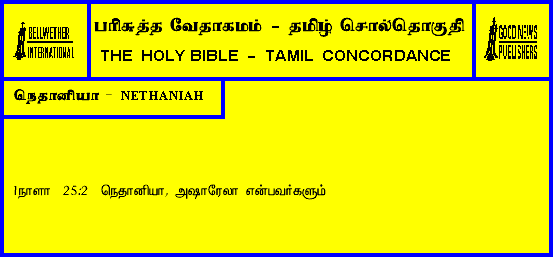 BELLWETHER
INTERNATIONAL
பரிசுத்த வேதாகமம் - தமிழ் சொல்தொகுதி
THE HOLY BIBLE - TAMIL CONCORDANCE
GOOD NEWS
PUBLISHERS
நெதானியா - NETHANIAH
1நாளா 25:2 நெதானியா, அஷாரேலா என்பவர்களும்